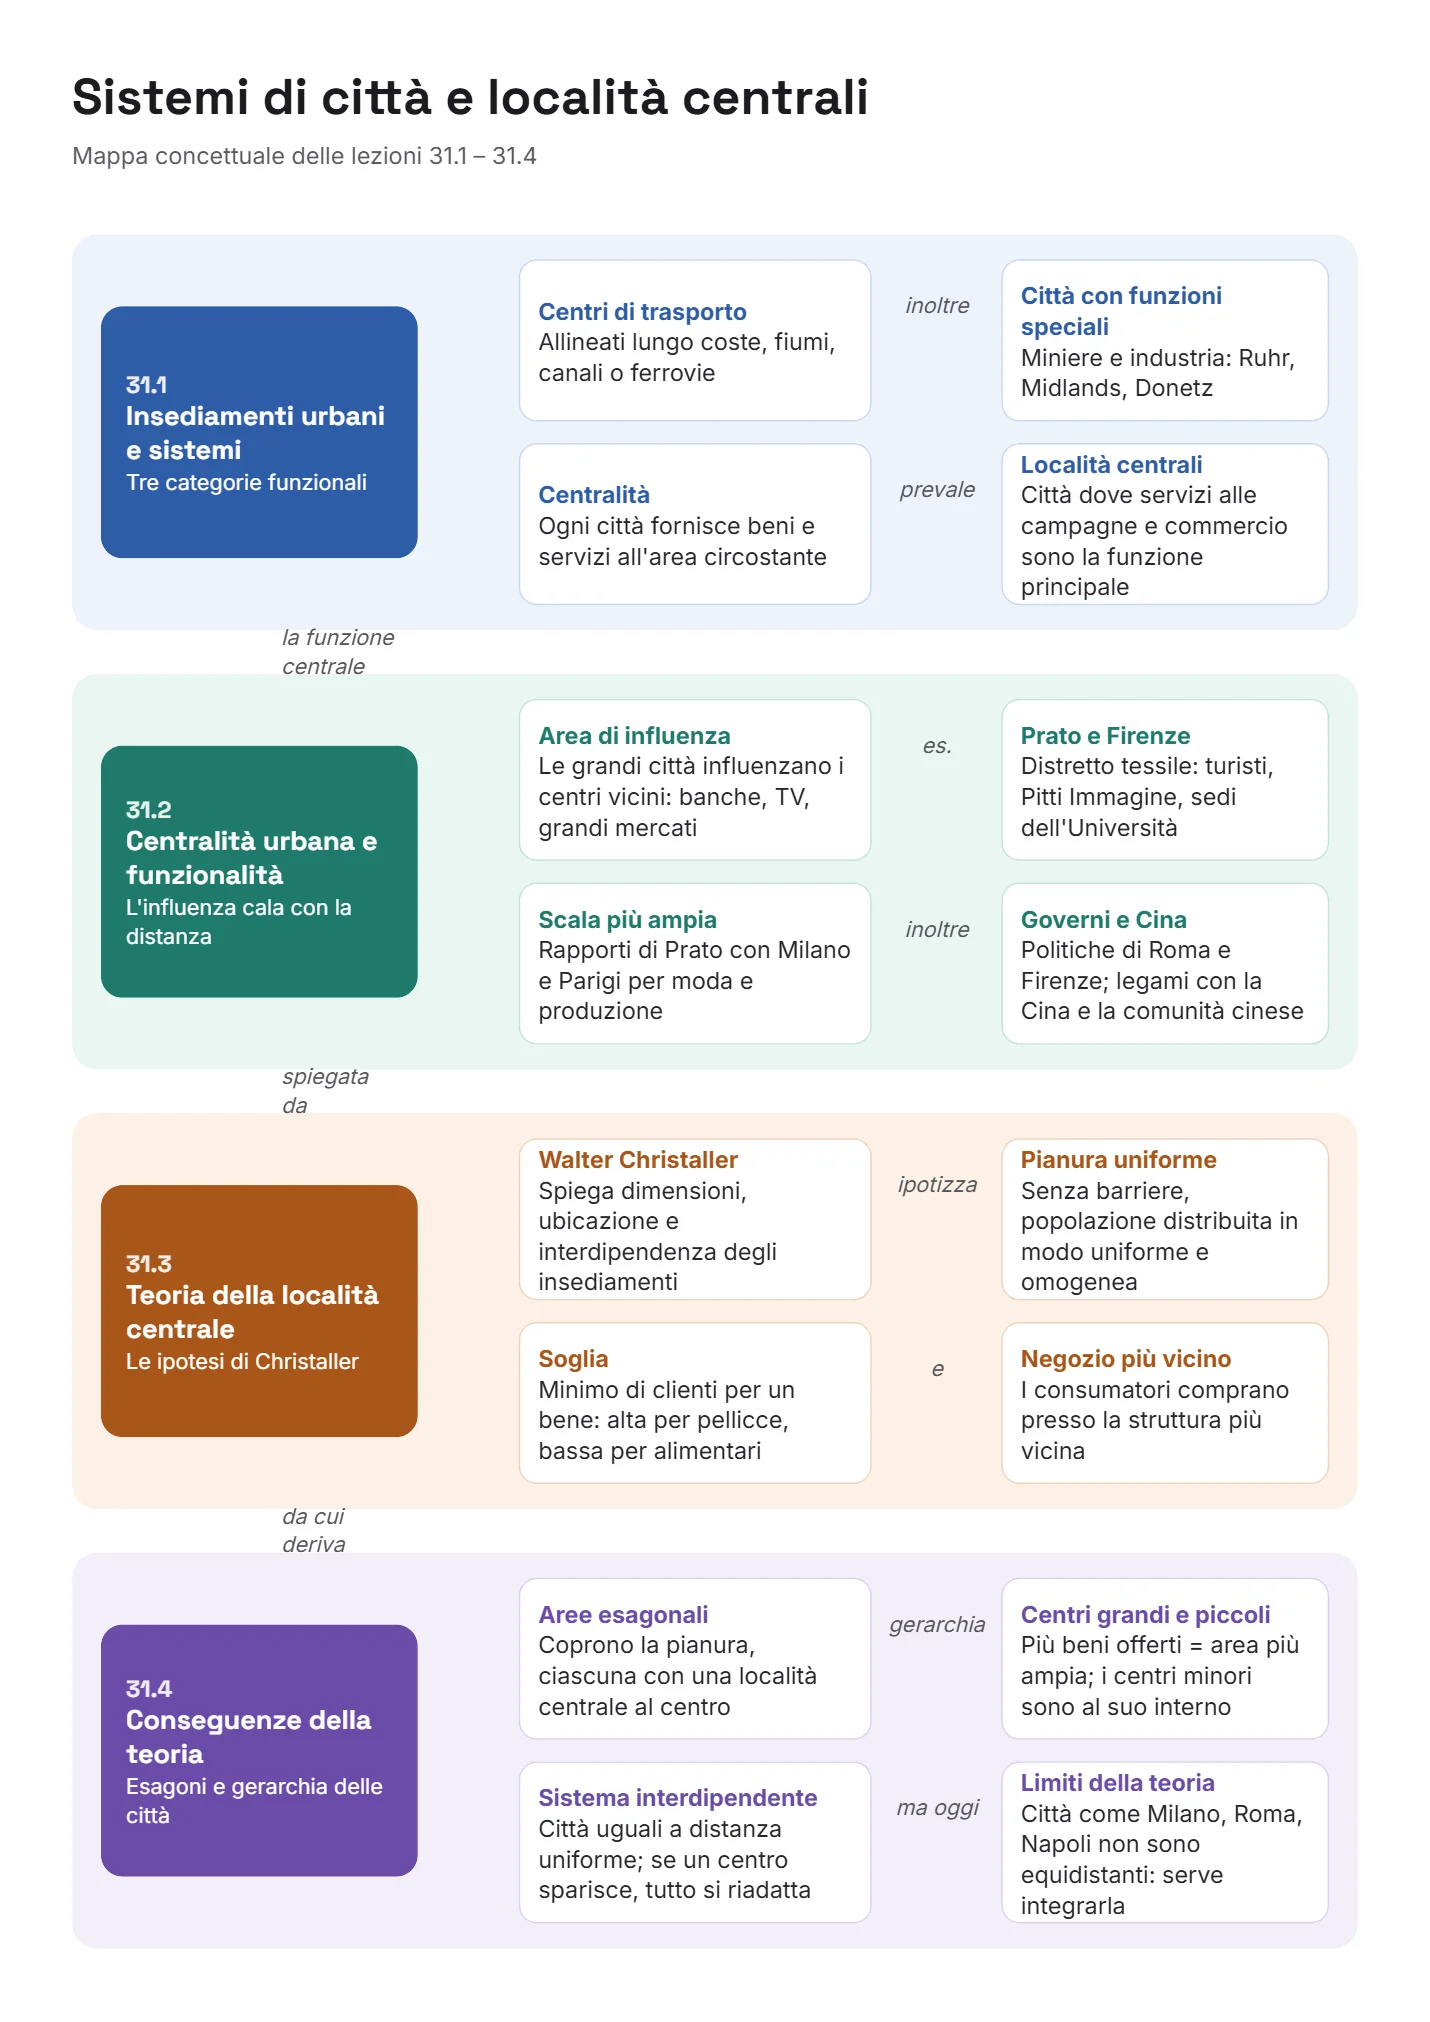 Sistemi di città e località centrali
Mappa concettuale delle lezioni 31.1 – 31.4
31.1
Insediamenti urbani
e sistemi
Tre categorie funzionali
Centri di trasporto
Allineati lungo coste, fiumi,
canali o ferrovie
inoltre
Città con funzioni
speciali
Miniere e industria: Ruhr,
Midlands, Donetz
Centralità
Ogni città fornisce beni e
servizi all'area circostante
prevale
Località centrali
Città dove servizi alle
campagne e commercio
sono la funzione
principale
la funzione
centrale
31.2
Centralità urbana e
funzionalità
L'influenza cala con la
distanza
Area di influenza
Le grandi città influenzano i
centri vicini: banche, TV,
grandi mercati
es.
Prato e Firenze
Distretto tessile: turisti,
Pitti Immagine, sedi
dell'Università
Scala più ampia
Rapporti di Prato con Milano
e Parigi per moda e
produzione
inoltre
Governi e Cina
Politiche di Roma e
Firenze; legami con la
Cina e la comunità cinese
spiegata
da
31.3
Teoria della località
centrale
Le ipotesi di Christaller
Walter Christaller
Spiega dimensioni,
ubicazione e
interdipendenza degli
insediamenti
ipotizza
Pianura uniforme
Senza barriere,
popolazione distribuita in
modo uniforme e
omogenea
Soglia
Minimo di clienti per un
bene: alta per pellicce,
bassa per alimentari
e
Negozio più vicino
I consumatori comprano
presso la struttura più
vicina
da cui
deriva
31.4
Conseguenze della
teoria
Esagoni e gerarchia delle
città
Aree esagonali
Coprono la pianura,
ciascuna con una località
centrale al centro
gerarchia
Centri grandi e piccoli
Più beni offerti = area più
ampia; i centri minori
sono al suo interno
Sistema interdipendente
Città uguali a distanza
uniforme; se un centro
sparisce, tutto si riadatta
ma oggi
Limiti della teoria
Città come Milano, Roma,
Napoli non sono
equidistanti: serve
integrarla